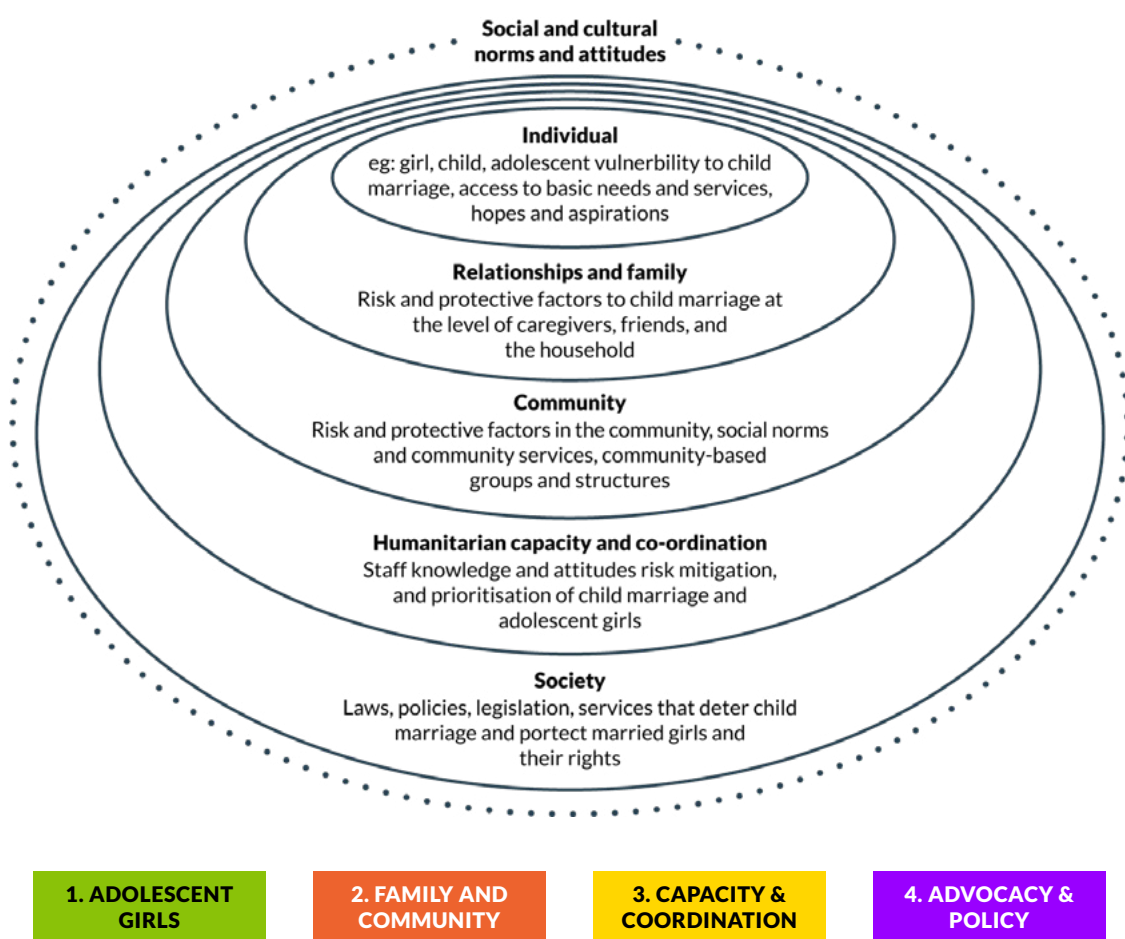 Social and cultural
norms and attitudes
Individual
eg: girl, child, adolescent vulnerbility to child
marriage, access to basic needs and services,
hopes and aspirations
Relationships and family
Risk and protective factors to child marriage at
the level of caregivers, friends, and
the household
Community
Risk and protective factors in the community, social norms
and community services, community-based
groups and structures
Humanitarian capacity and co-ordination
Staff knowledge and attitudes risk mitigation,
and prioritisation of child marriage and
adolescent girls
Society
Laws, policies, legislation, services that deter child
marriage and portect married girls and
their rights
1. ADOLESCENT
GIRLS
2. FAMILY AND
COMMUNITY
3. CAPACITY &
COORDINATION
4. ADVOCACY &
POLICY